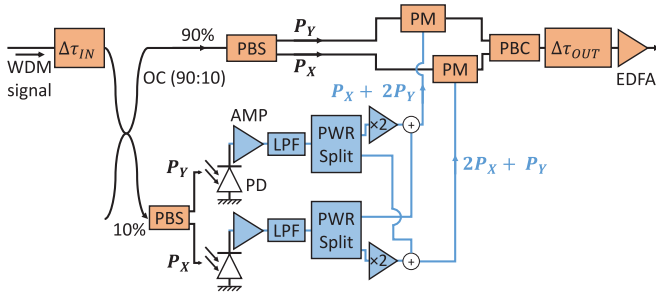 Δτ_IN
WDM
signal
90%
OC (90:10)
PBS
P_Y
P_X
PM
PM
PBC
Δτ_OUT
EDFA
P_X + 2P_Y
2P_X + P_Y
AMP
LPF
PWR
Split
×2
+
P_Y
PD
10%
PBS
P_X
LPF
PWR
Split
×2
+